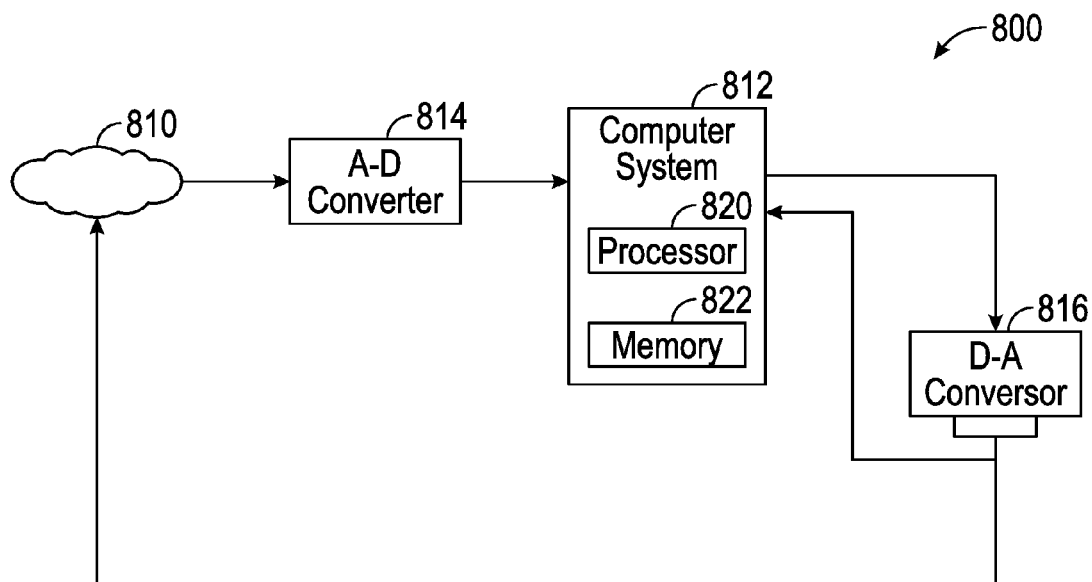 800
810
814
A-D
Converter
812
Computer
System
820
Processor
822
Memory
816
D-A
Conversor